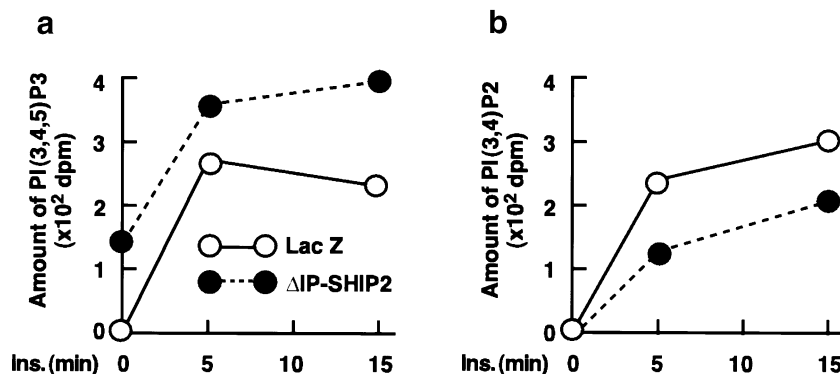 a
Amount of PI(3,4,5)P3
(x10² dpm)
4
3
2
1
0
Lac Z
ΔIP-SHIP2
Ins.(min) 0 5 10 15
b
Amount of PI(3,4)P2
(x10² dpm)
4
3
2
1
0
Ins.(min) 0 5 10 15